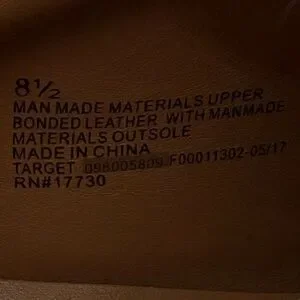 8½
MAN MADE MATERIALS UPPER
BONDED LEATHER WITH MANMADE
MATERIALS OUTSOLE
MADE IN CHINA
TARGET 098005809 F00011302-05/17
RN#17730